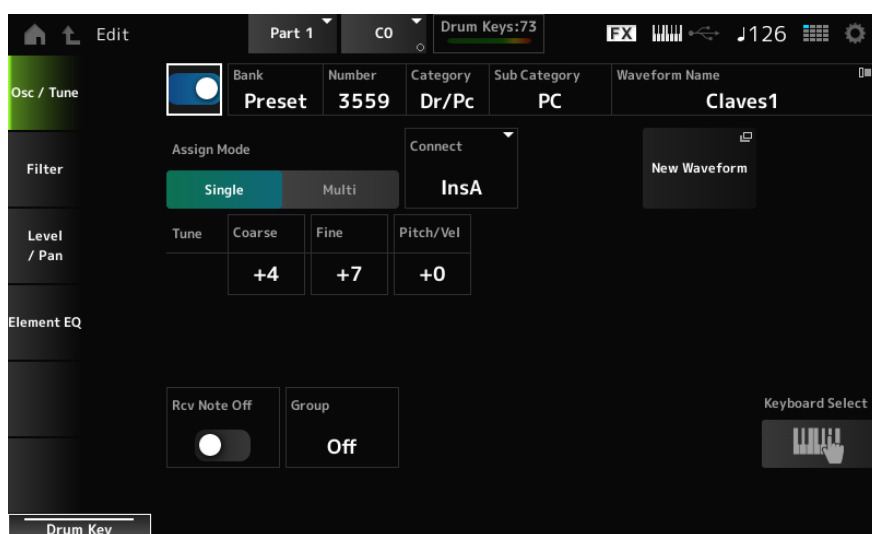 Edit
Part 1
C0
Drum Keys:73
FX
♩126
Osc / Tune
Filter
Level
/ Pan
Element EQ
Drum Key
Bank
Preset
Number
3559
Category
Dr/Pc
Sub Category
PC
Waveform Name
Claves1
Assign Mode
Single
Multi
Connect
InsA
New Waveform
Tune
Coarse
+4
Fine
+7
Pitch/Vel
+0
Rcv Note Off
Group
Off
Keyboard Select